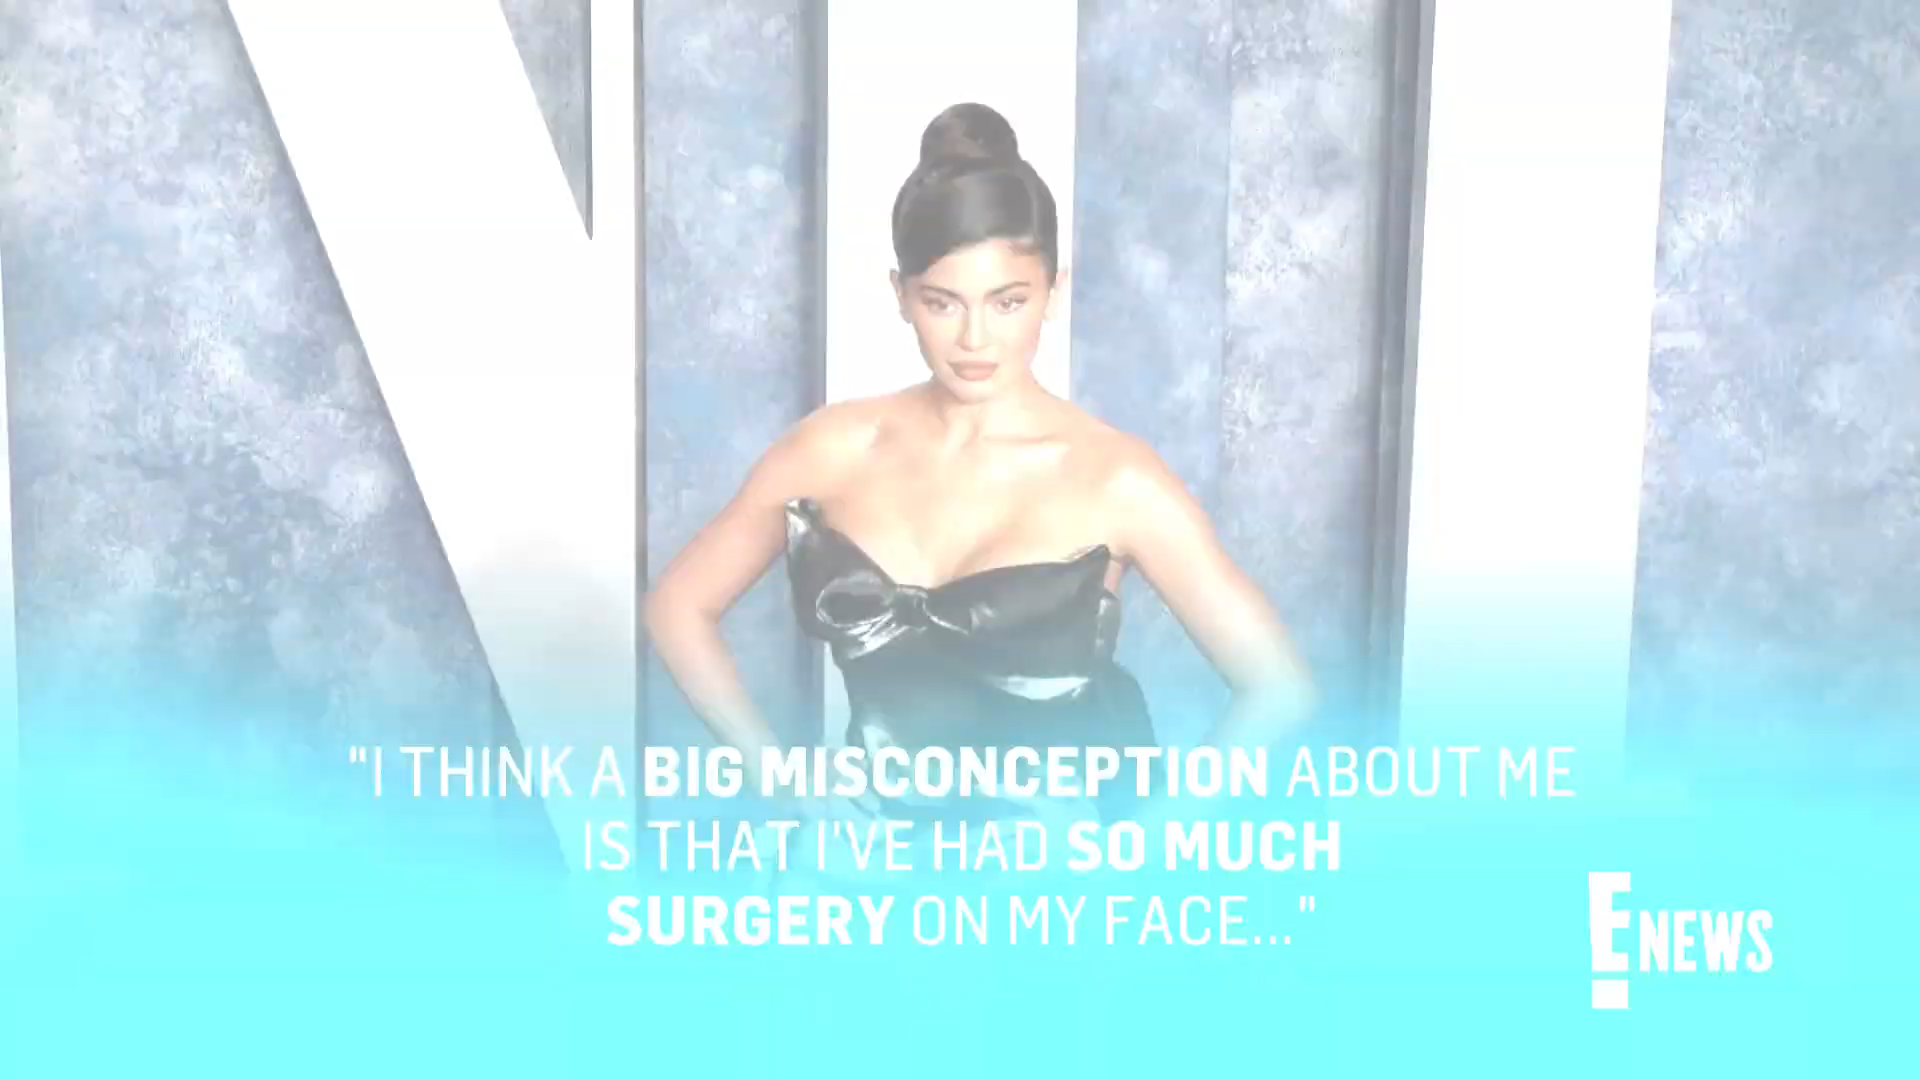 "I THINK A BIG MISCONCEPTION ABOUT ME
IS THAT I'VE HAD SO MUCH
SURGERY ON MY FACE..."
E NEWS